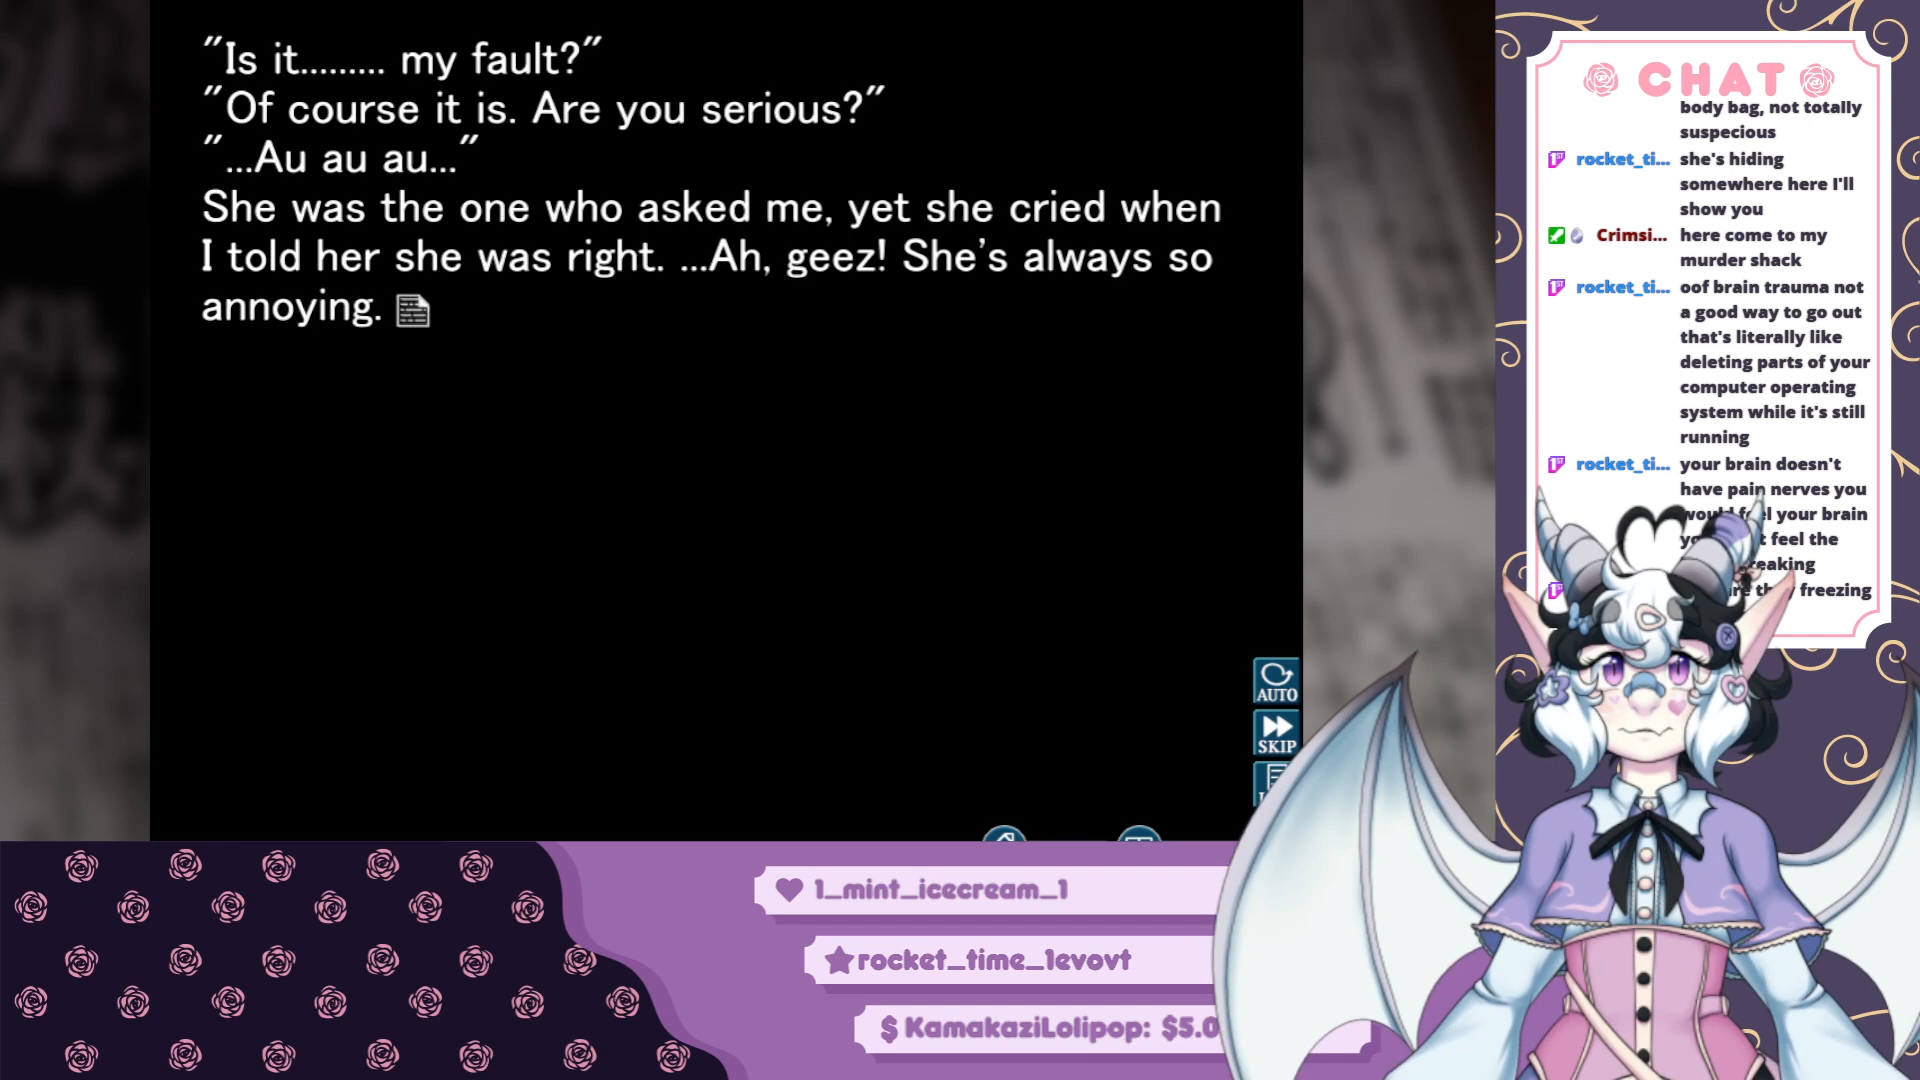 "Is it......... my fault?"
"Of course it is. Are you serious?"
"...Au au au..."
She was the one who asked me, yet she cried when
I told her she was right. ...Ah, geez! She's always so
annoying.
AUTO
SKIP
CHAT
body bag, not totally
suspecious
rocket_ti... she's hiding
somewhere here I'll
show you
Crimsi... here come to my
murder shack
rocket_ti... oof brain trauma not
a good way to go out
that's literally like
deleting parts of your
computer operating
system while it's still
running
rocket_ti... your brain doesn't
have pain nerves you
your brain
feel the
freezing
1_mint_icecream_1
rocket_time_1evovt
$ KamakaziLolipop: $5.0